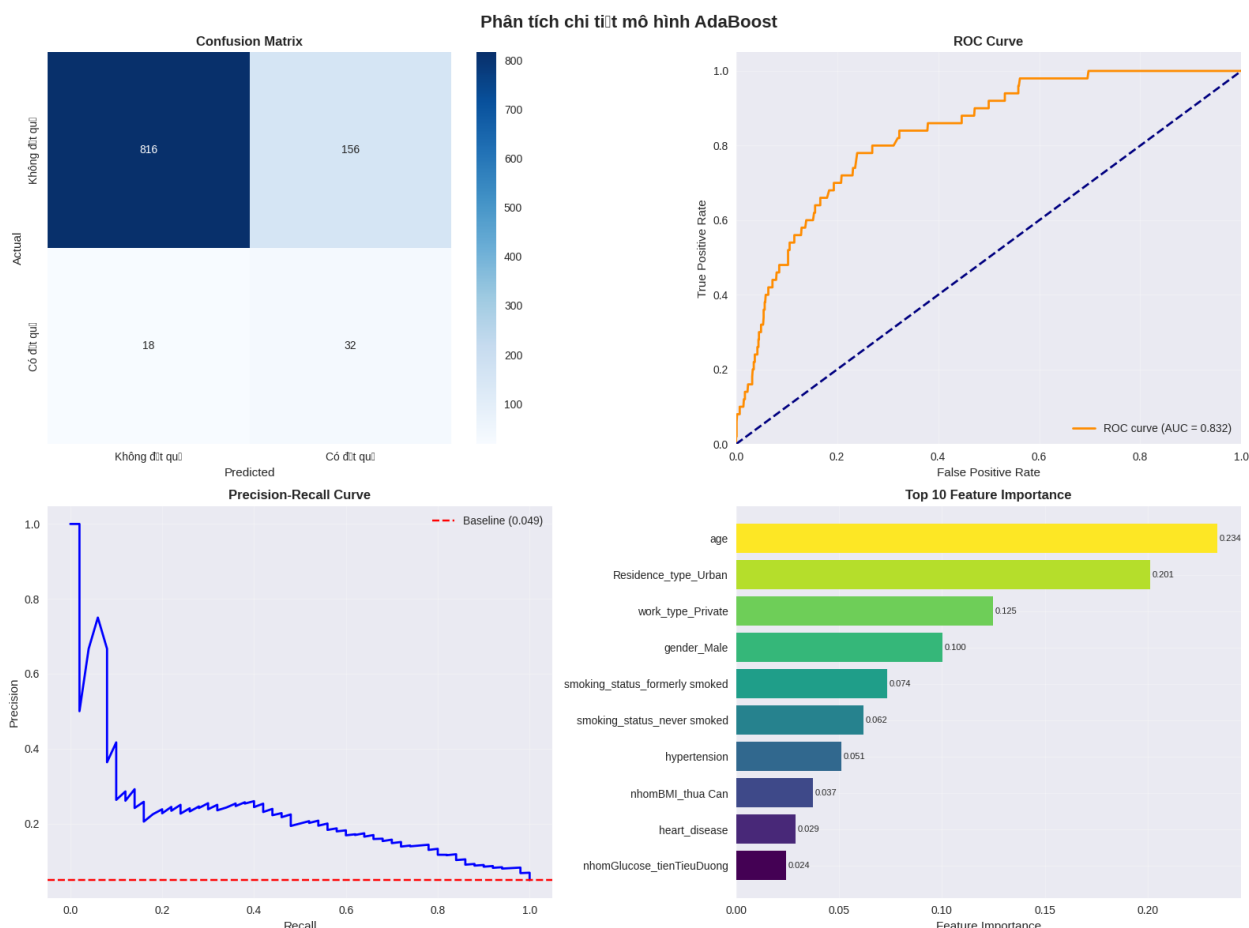 Phân tích chi ti▯t mô hình AdaBoost
Confusion Matrix
Actual
Không đ▯t qu▯
Có đ▯t qu▯
816
156
18
32
Không đ▯t qu▯
Có đ▯t qu▯
Predicted
800
700
600
500
400
300
200
100
ROC Curve
True Positive Rate
1.0
0.8
0.6
0.4
0.2
0.0
ROC curve (AUC = 0.832)
0.0 0.2 0.4 0.6 0.8 1.0
False Positive Rate
Precision-Recall Curve
Precision
1.0
0.8
0.6
0.4
0.2
Baseline (0.049)
0.0 0.2 0.4 0.6 0.8 1.0
Recall
Top 10 Feature Importance
age 0.234
Residence_type_Urban 0.201
work_type_Private 0.125
gender_Male 0.100
smoking_status_formerly smoked 0.074
smoking_status_never smoked 0.062
hypertension 0.051
nhomBMI_thua Can 0.037
heart_disease 0.029
nhomGlucose_tienTieuDuong 0.024
0.00 0.05 0.10 0.15 0.20
Feature Importance